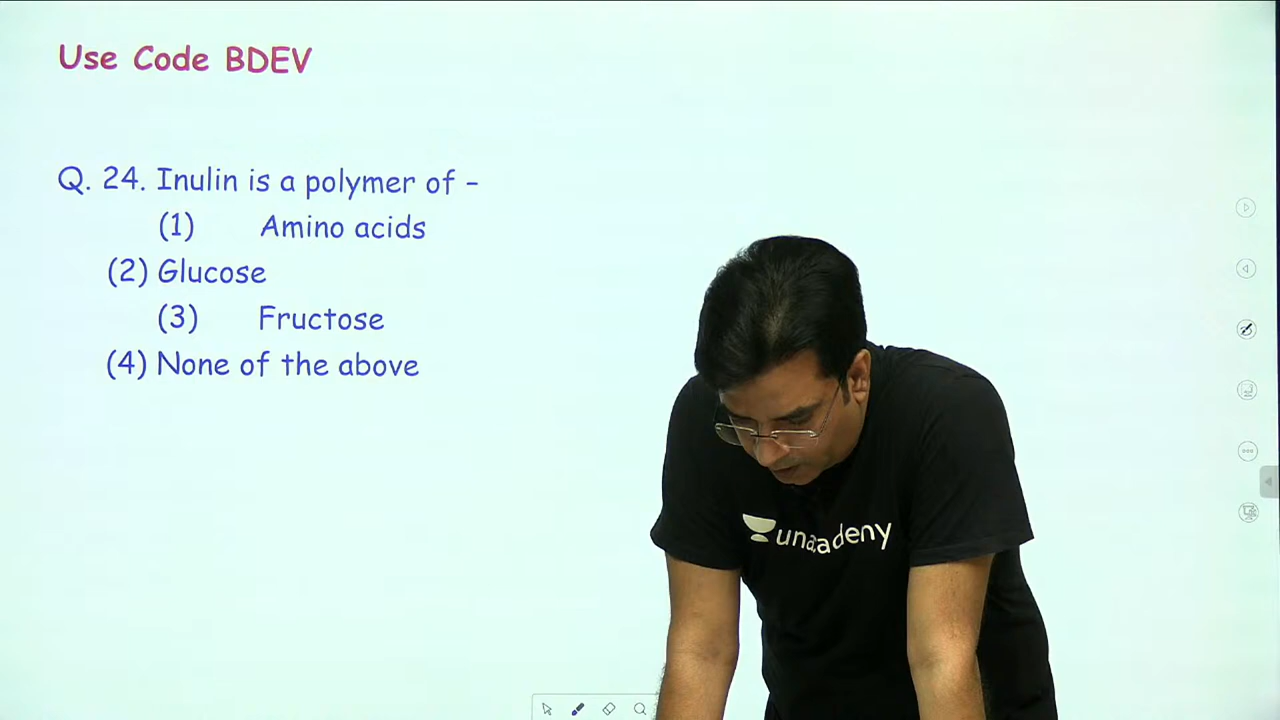 Use Code BDEV
Q. 24. Inulin is a polymer of -
(1) Amino acids
(2) Glucose
(3) Fructose
(4) None of the above